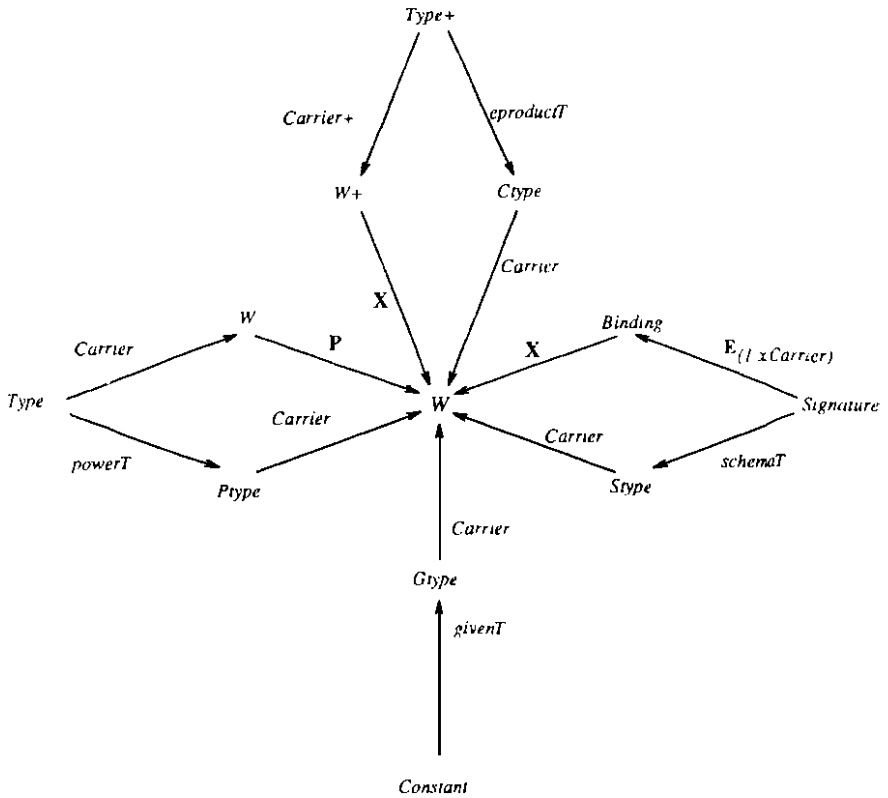 Type+
Carrier+
eproductT
W+
Ctype
Carrier
X
W
Binding
Carrier
P
X
E(I xCarrier)
Type
Carrier
W
Signature
Carrier
powerT
schemaT
Ptype
Stype
Carrier
Gtype
givenT
Constant